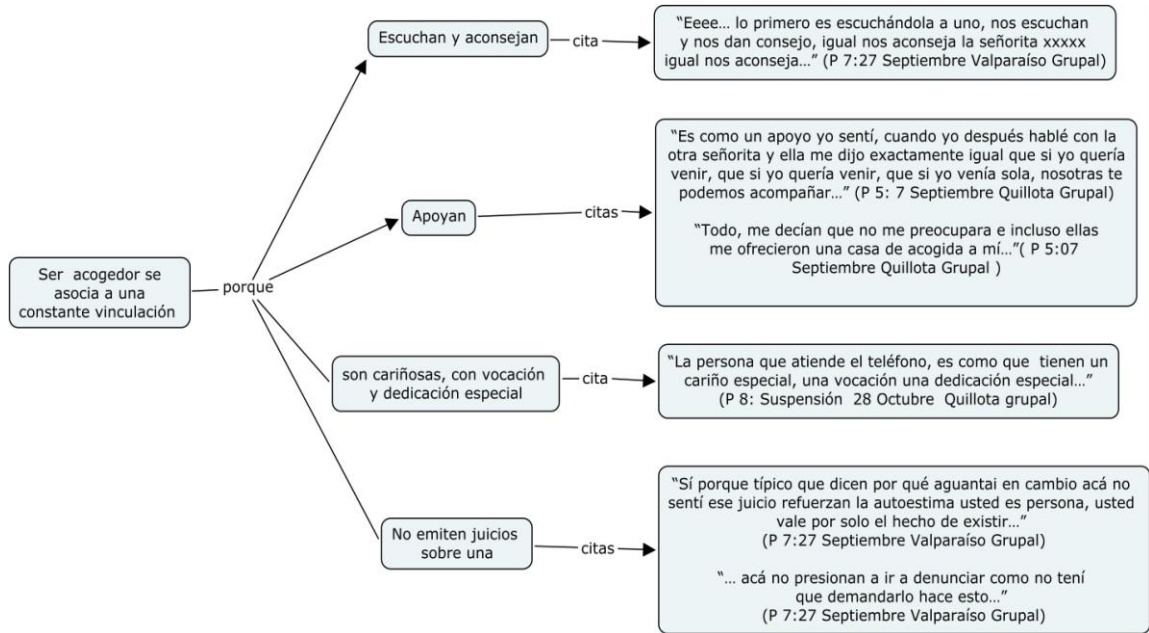 Ser  acogedor se
asocia a una
constante vinculación
porque
Escuchan y aconsejan
cita
“Eeee... lo primero es escuchándola a uno, nos escuchan
y nos dan consejo, igual nos aconseja la señorita xxxxx
igual nos aconseja...” (P 7:27 Septiembre Valparaíso Grupal)
Apoyan
citas
“Es como un apoyo yo sentí, cuando yo después hablé con la
otra señorita y ella me dijo exactamente igual que si yo quería
venir, que si yo quería venir, que si yo venía sola, nosotras te
podemos acompañar...” (P 5: 7 Septiembre Quillota Grupal)
“Todo, me decían que no me preocupara e incluso ellas
me ofrecieron una casa de acogida a mí...”( P 5:07
Septiembre Quillota Grupal )
son cariñosas, con vocación
y dedicación especial
cita
“La persona que atiende el teléfono, es como que  tienen un
cariño especial, una vocación una dedicación especial...”
(P 8: Suspensión  28 Octubre  Quillota grupal)
No emiten juicios
sobre una
citas
“Sí porque típico que dicen por qué aguantai en cambio acá no
sentí ese juicio refuerzan la autoestima usted es persona, usted
vale por solo el hecho de existir...”
(P 7:27 Septiembre Valparaíso Grupal)
“... acá no presionan a ir a denunciar como no tení
que demandarlo hace esto...”
(P 7:27 Septiembre Valparaíso Grupal)